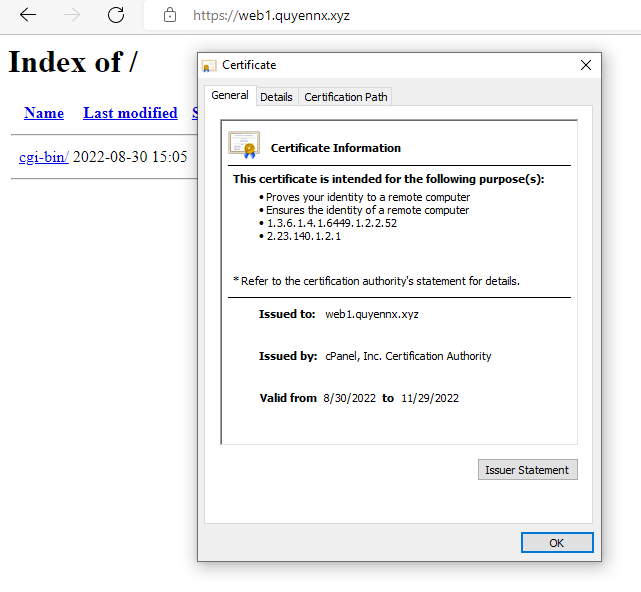 https://web1.quyennx.xyz
Index of /
Name Last modified S
cgi-bin/ 2022-08-30 15:05
Certificate
General Details Certification Path
Certificate Information
This certificate is intended for the following purpose(s):
• Proves your identity to a remote computer
• Ensures the identity of a remote computer
• 1.3.6.1.4.1.6449.1.2.2.52
• 2.23.140.1.2.1
* Refer to the certification authority's statement for details.
Issued to: web1.quyennx.xyz
Issued by: cPanel, Inc. Certification Authority
Valid from 8/30/2022 to 11/29/2022
Issuer Statement
OK